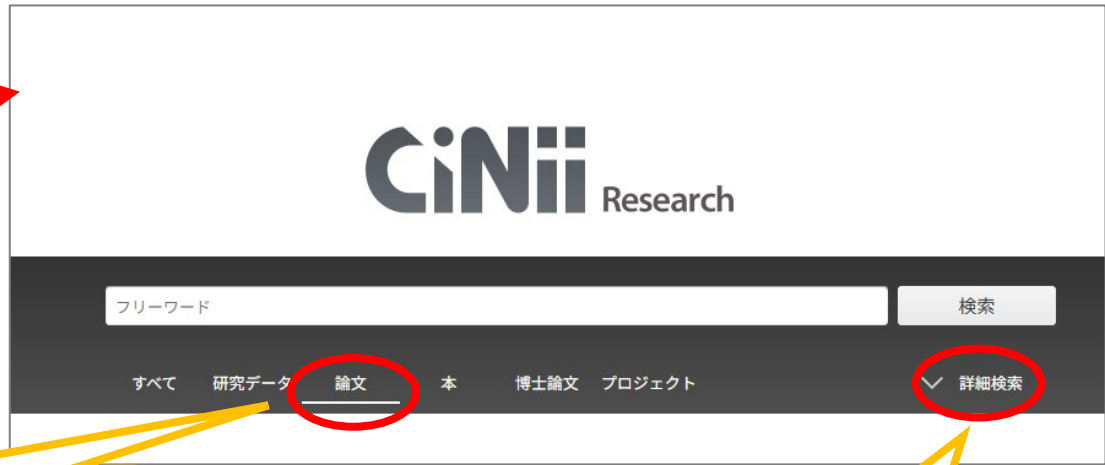 CiNii Research
フリーワード 検索
すべて 研究データ 論文 本 博士論文 プロジェクト 詳細検索